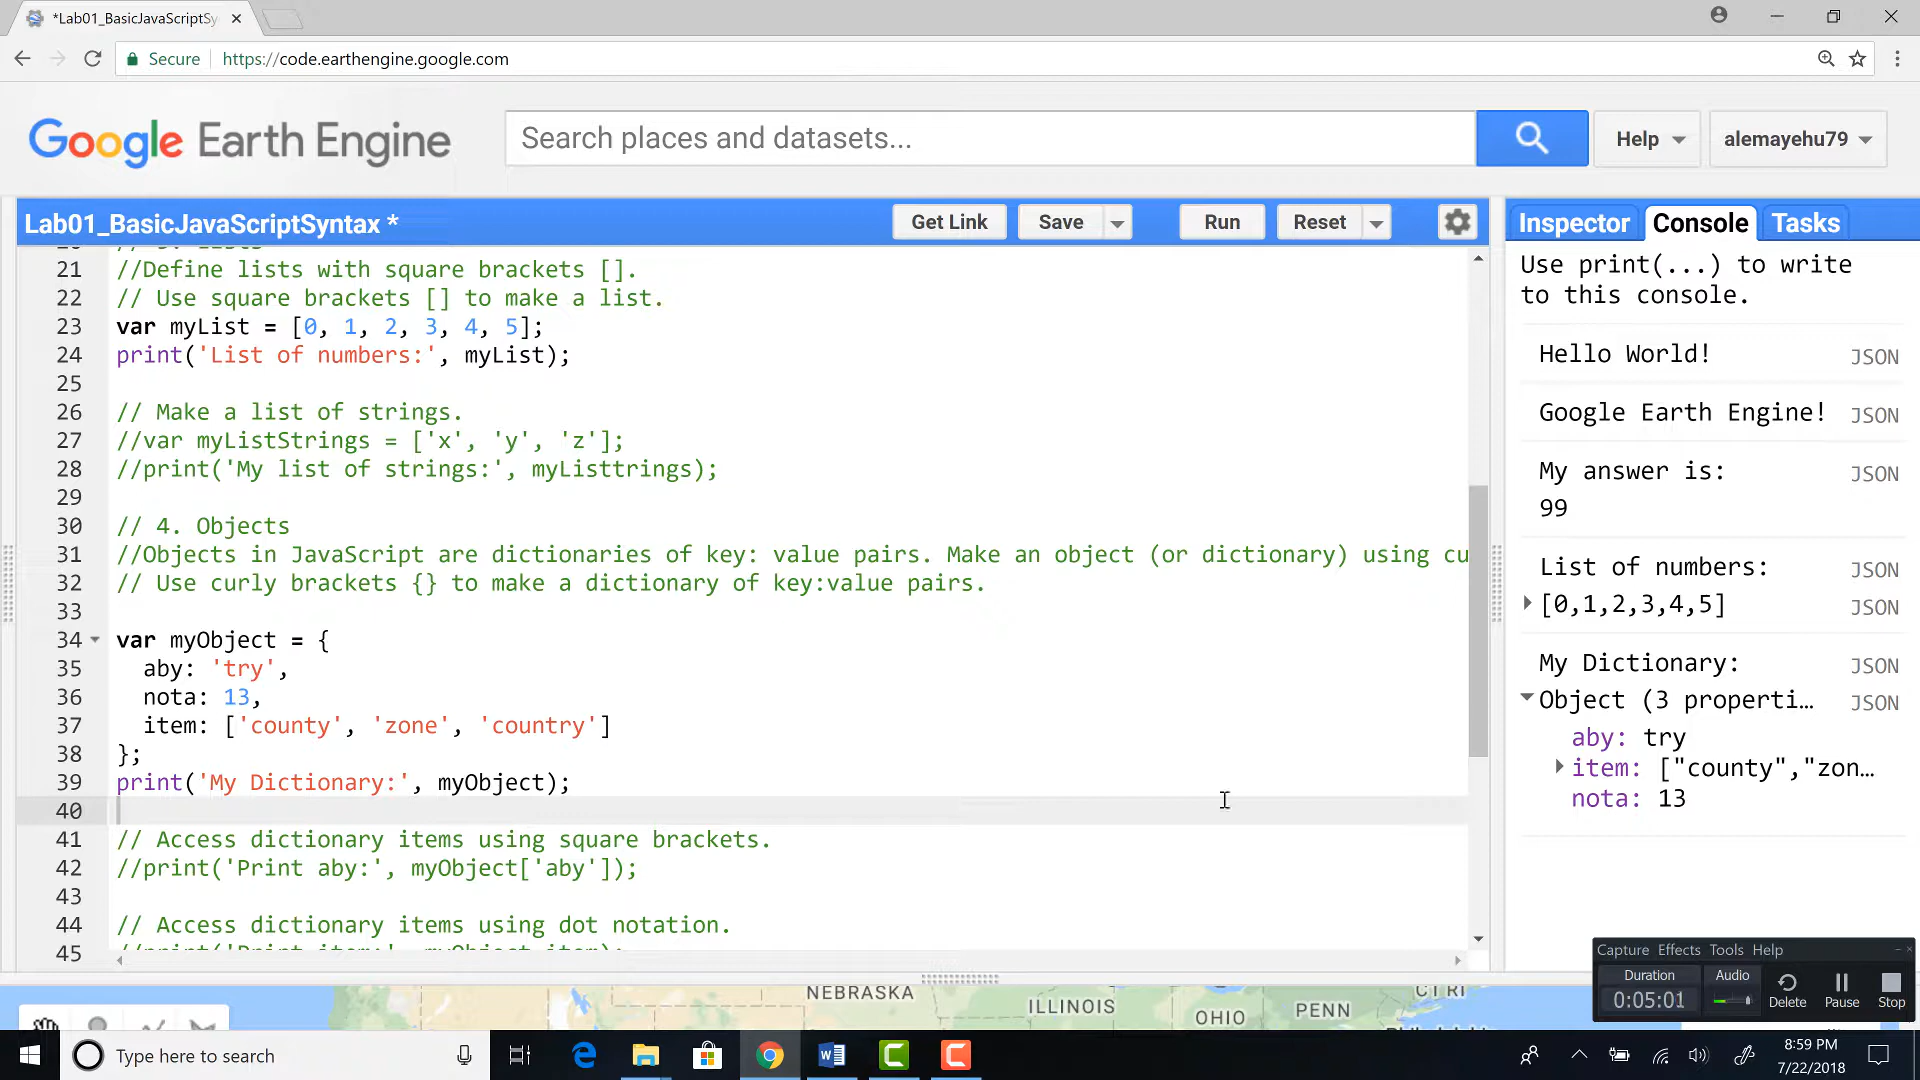 *Lab01_BasicJavaScriptSy
Secure https://code.earthengine.google.com
Google Earth Engine
Search places and datasets...
Help
alemayehu79
Lab01_BasicJavaScriptSyntax *
Get Link
Save
Run
Reset
21 //Define lists with square brackets [].
22 // Use square brackets [] to make a list.
23 var myList = [0, 1, 2, 3, 4, 5];
24 print('List of numbers:', myList);
25
26 // Make a list of strings.
27 //var myListStrings = ['x', 'y', 'z'];
28 //print('My list of strings:', myListtrings);
29
30 // 4. Objects
31 //Objects in JavaScript are dictionaries of key: value pairs. Make an object (or dictionary) using cu
32 // Use curly brackets {} to make a dictionary of key:value pairs.
33
34 var myObject = {
35 aby: 'try',
36 nota: 13,
37 item: ['county', 'zone', 'country']
38 };
39 print('My Dictionary:', myObject);
40
41 // Access dictionary items using square brackets.
42 //print('Print aby:', myObject['aby']);
43
44 // Access dictionary items using dot notation.
45 //print('Print item:', myObject.item);
Inspector Console Tasks
Use print(...) to write
to this console.
Hello World! JSON
Google Earth Engine! JSON
My answer is: JSON
99
List of numbers: JSON
[0,1,2,3,4,5] JSON
My Dictionary: JSON
Object (3 properti... JSON
aby: try
item: ["county","zon...
nota: 13
NEBRASKA
ILLINOIS
OHIO
PENN
Capture Effects Tools Help
Duration Audio
0:05:01 Delete Pause Stop
Type here to search
8:59 PM
7/22/2018